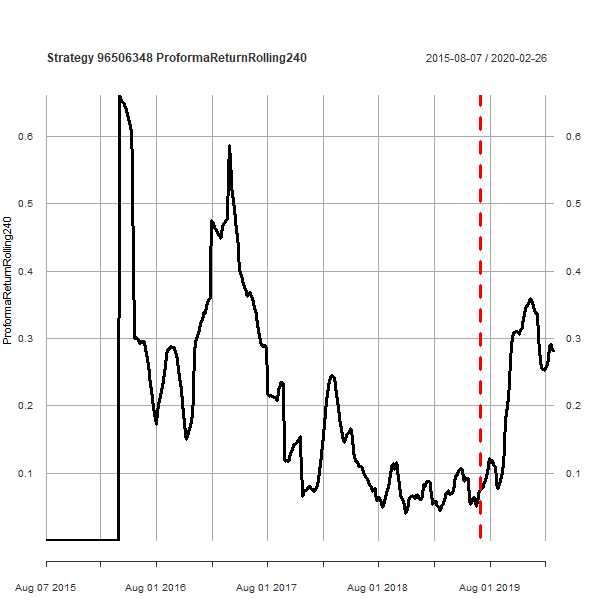 Strategy 96506348 ProformaReturnRolling240
2015-08-07 / 2020-02-26
ProformaReturnRolling240
0.6
0.5
0.4
0.3
0.2
0.1
0.6
0.5
0.4
0.3
0.2
0.1
Aug 07 2015
Aug 01 2016
Aug 01 2017
Aug 01 2018
Aug 01 2019